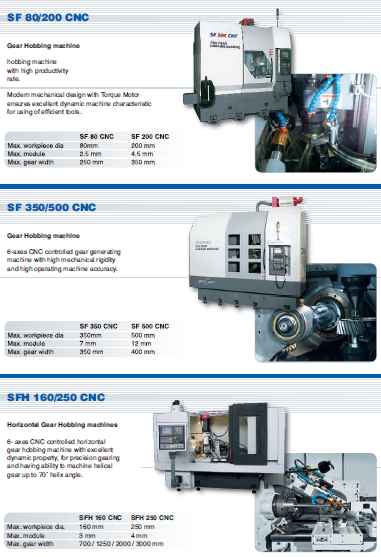 SF 80/200 CNC
Gear Hobbing machine
hobbing machine
with high productivity
rate.
Modern mechanical design with Torque Motor
ensures excellent dynamic machine characteristic
for using of efficient tools.
SF 80 CNC SF 200 CNC
Max. workpiece dia 80mm 200 mm
Max. module 2.5 mm 4.5 mm
Max. gear width 250 mm 350 mm
SF 350/500 CNC
Gear Hobbing machine
6-axes CNC controlled gear generating
machine with high mechanical rigidity
and high operating machine accuracy.
SF 350 CNC SF 500 CNC
Max. workpiece dia 350mm 500 mm
Max. module 7 mm 12 mm
Max. gear width 350 mm 400 mm
SFH 160/250 CNC
Horizontal Gear Hobbing machines
6- axes CNC controlled horizontal
gear hobbing machine with excellent
dynamic property, for precision gearing
and having ability to machine helical
gear up to 70˚ helix angle.
SFH 160 CNC SFH 250 CNC
Max. workpiece dia. 160 mm 250 mm
Max. module 3 mm 4 mm
Max. gear width 700 / 1250 / 2000 / 3000 mm